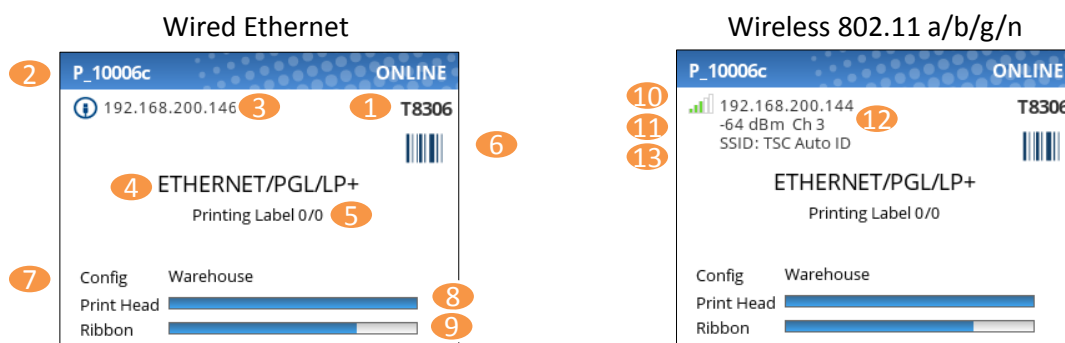 Wired Ethernet
2 P_10006c ONLINE
192.168.200.146 3 1 T8306
6
4 ETHERNET/PGL/LP+
Printing Label 0/0 5
7 Config Warehouse
Print Head 8
Ribbon 9
Wireless 802.11 a/b/g/n
P_10006c ONLINE
10 192.168.200.144 T8306
11 -64 dBm Ch 3 12
13 SSID: TSC Auto ID
ETHERNET/PGL/LP+
Printing Label 0/0
Config Warehouse
Print Head
Ribbon